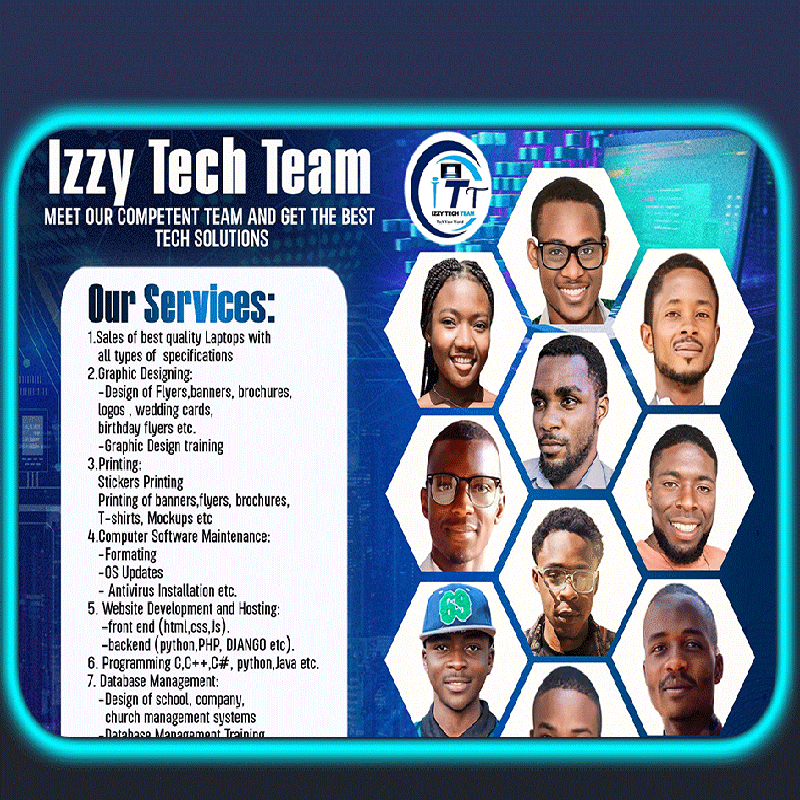 Izzy Tech Team
MEET OUR COMPETENT TEAM AND GET THE BEST
TECH SOLUTIONS
iTT
IZZY TECH TEAM
Our Services:
1.Sales of best quality Laptops with
all types of specifications
2.Graphic Designing:
-Design of Flyers,banners, brochures,
logos , wedding cards,
birthday flyers etc.
-Graphic Design training
3.Printing;
Stickers Printing
Printing of banners,flyers, brochures,
T-shirts, Mockups etc
4.Computer Software Maintenance:
-Formating
-OS Updates
- Antivirus Installation etc.
5. Website Development and Hosting:
-front end (html,css,Js).
-backend (python,PHP, DJANGO etc).
6. Programming C,C++,C#, python,Java etc.
7. Database Management:
-Design of school, company,
church management systems
-Database Management Training
69